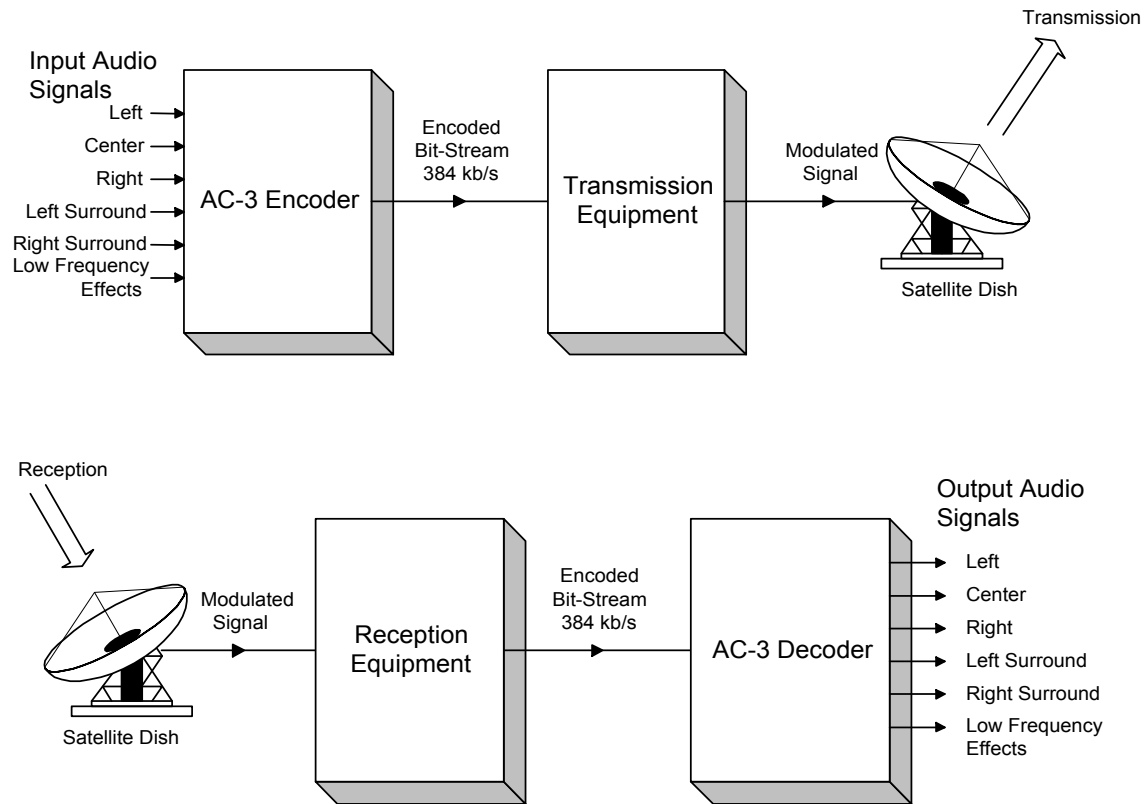 Transmission
Input Audio
Signals
Left
Center
Right
Left Surround
Right Surround
Low Frequency
Effects
AC-3 Encoder
Encoded
Bit-Stream
384 kb/s
Transmission
Equipment
Modulated
Signal
Satellite Dish
Reception
Satellite Dish
Modulated
Signal
Reception
Equipment
Encoded
Bit-Stream
384 kb/s
AC-3 Decoder
Output Audio
Signals
Left
Center
Right
Left Surround
Right Surround
Low Frequency
Effects